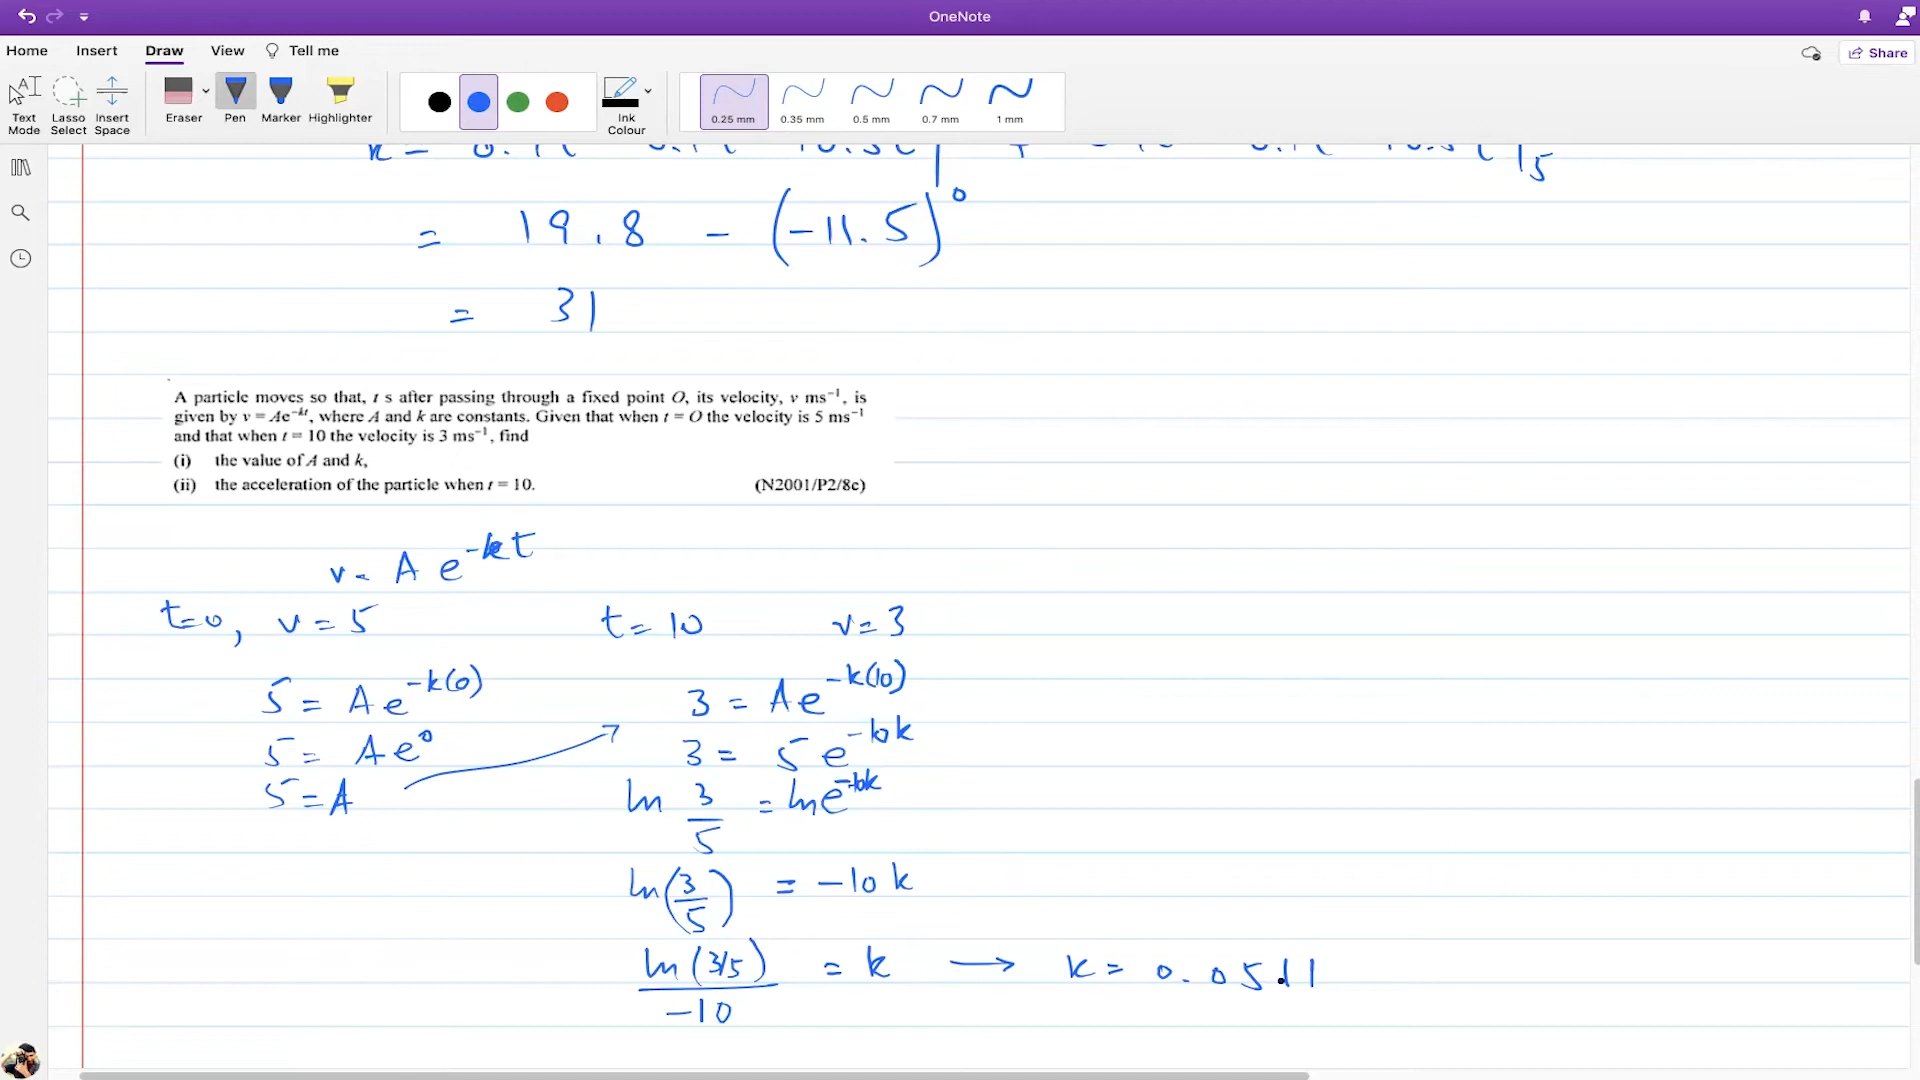 OneNote
Home Insert Draw View Tell me
Share
Text Mode
Lasso Select
Insert Space
Eraser
Pen
Marker
Highlighter
Ink Colour
0.25 mm
0.35 mm
0.5 mm
0.7 mm
1 mm
= 19.8 - (-11.5)⁰
= 31
A particle moves so that, t s after passing through a fixed point O, its velocity, v ms⁻¹, is
given by v = Ae⁻ᵏᵗ, where A and k are constants. Given that when t = O the velocity is 5 ms⁻¹
and that when t = 10 the velocity is 3 ms⁻¹, find
(i) the value of A and k,
(ii) the acceleration of the particle when t = 10. (N2001/P2/8c)
v = A e^-kt
t=0, v = 5 t = 10 v = 3
5 = Ae^-k(0) 3 = Ae^-k(10)
5 = Ae⁰ 3 = 5e^-10k
5 = A ln 3/5 = ln e^-10k
ln(3/5) = -10k
ln(3/5)/-10 = k → k = 0.0511